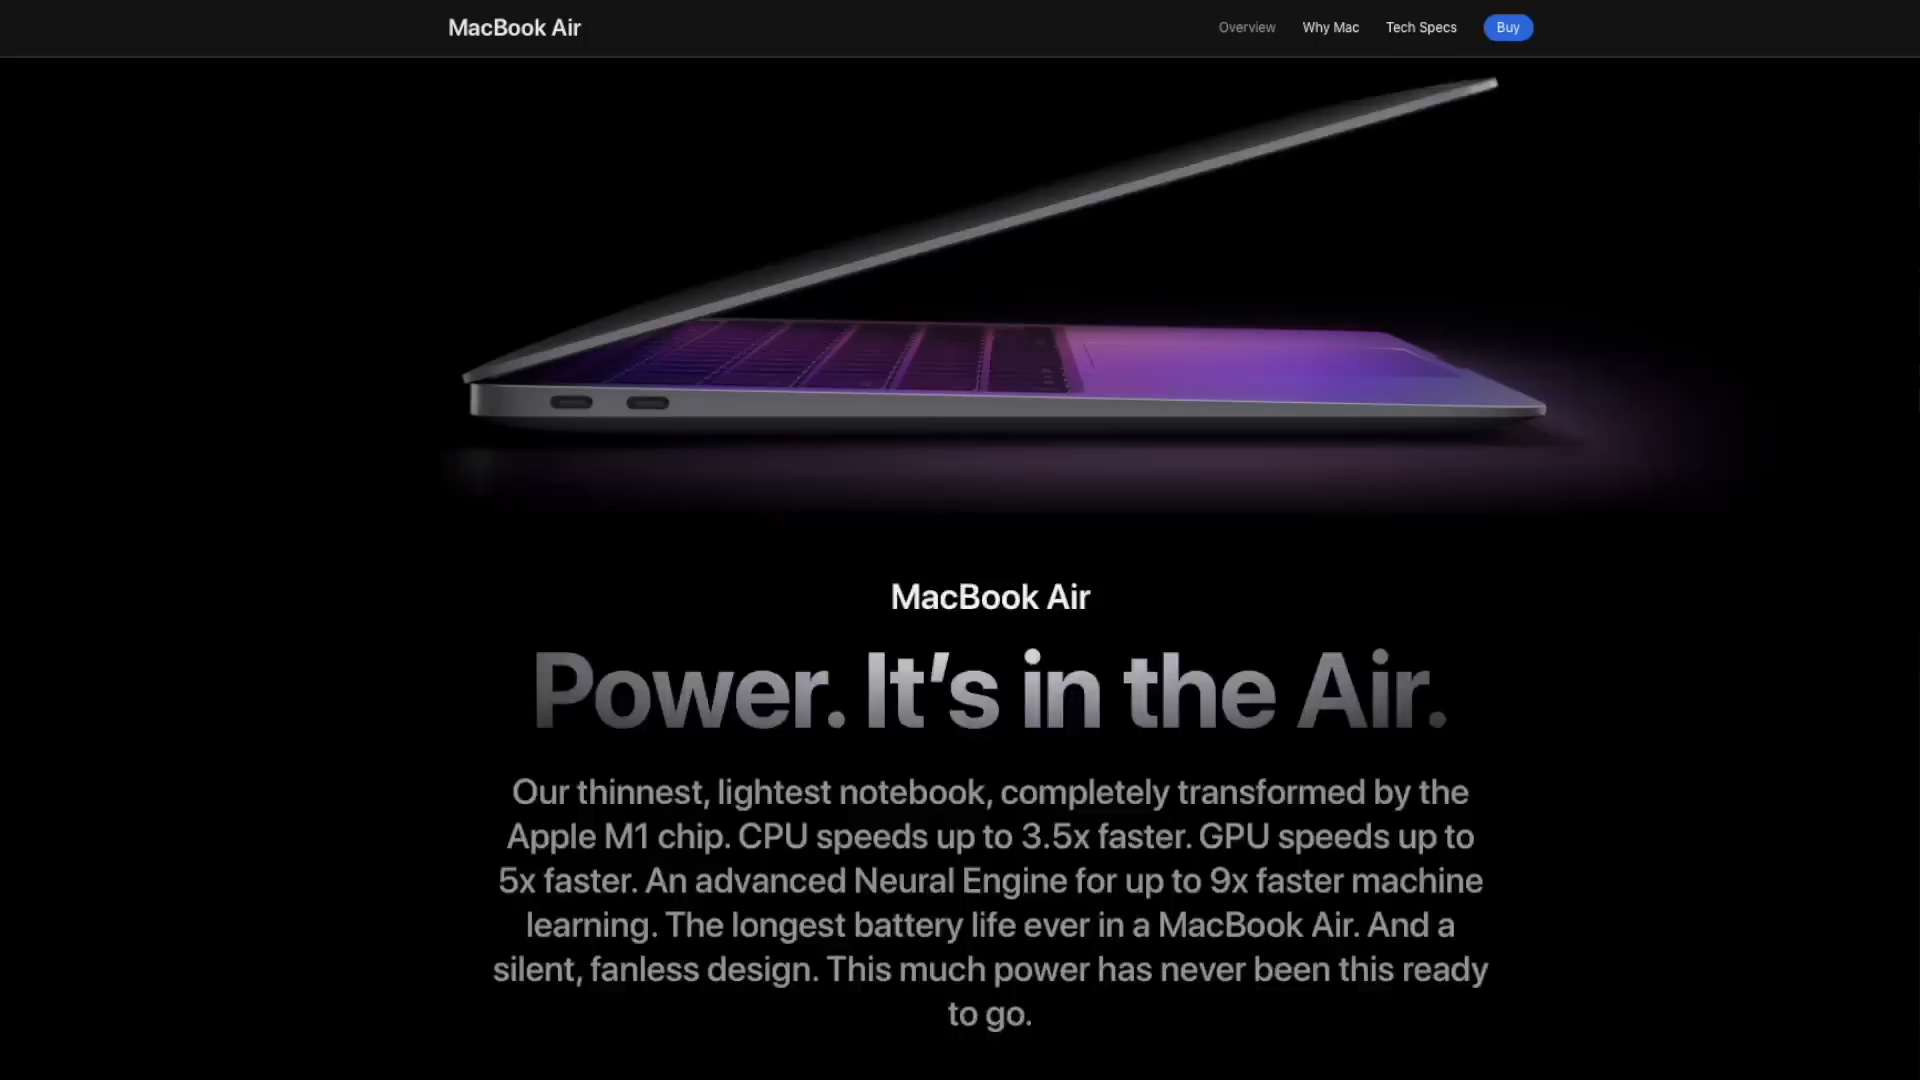 MacBook Air
Overview
Why Mac
Tech Specs
Buy
MacBook Air
Power. It’s in the Air.
Our thinnest, lightest notebook, completely transformed by the
Apple M1 chip. CPU speeds up to 3.5x faster. GPU speeds up to
5x faster. An advanced Neural Engine for up to 9x faster machine
learning. The longest battery life ever in a MacBook Air. And a
silent, fanless design. This much power has never been this ready
to go.